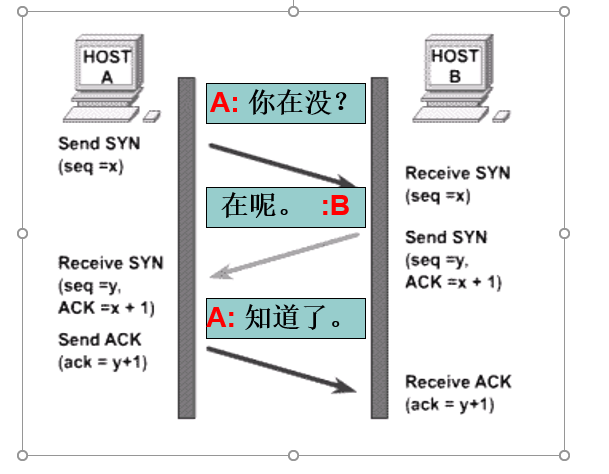 HOST
A
HOST
B
A: 你在没？
Send SYN
(seq =x)
Receive SYN
(seq =x)
在呢。 :B
Send SYN
(seq =y,
ACK =x + 1)
Receive SYN
(seq =y,
ACK =x + 1)
A: 知道了。
Send ACK
(ack = y+1)
Receive ACK
(ack = y+1)